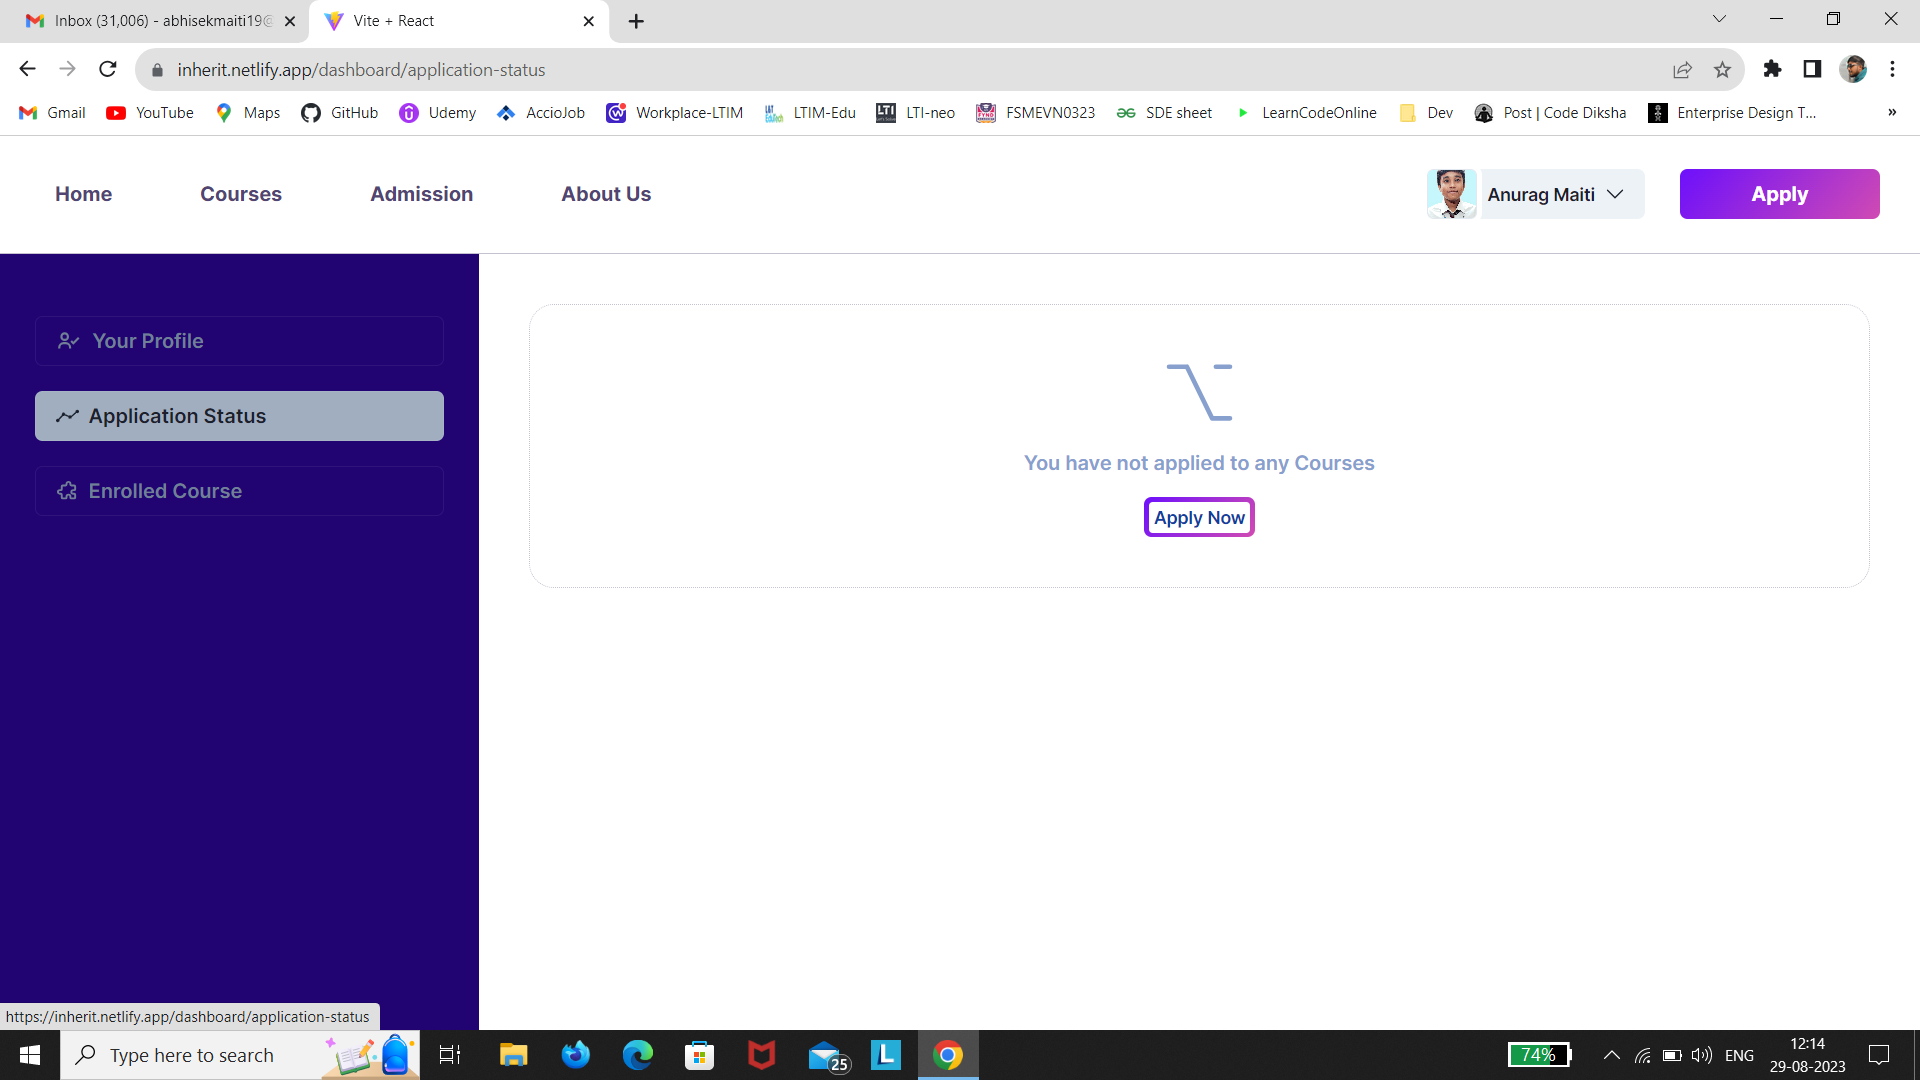 Inbox (31,006) - abhisekmaiti19@
Vite + React
inherit.netlify.app/dashboard/application-status
Gmail
YouTube
Maps
GitHub
Udemy
AccioJob
Workplace-LTIM
LTIM-Edu
LTI-neo
FSMEVN0323
SDE sheet
LearnCodeOnline
Dev
Post | Code Diksha
Enterprise Design T...
»
Home
Courses
Admission
About Us
Anurag Maiti
Apply
Your Profile
Application Status
Enrolled Course
You have not applied to any Courses
Apply Now
https://inherit.netlify.app/dashboard/application-status
Type here to search
25
L
74%
ENG
12:14
29-08-2023